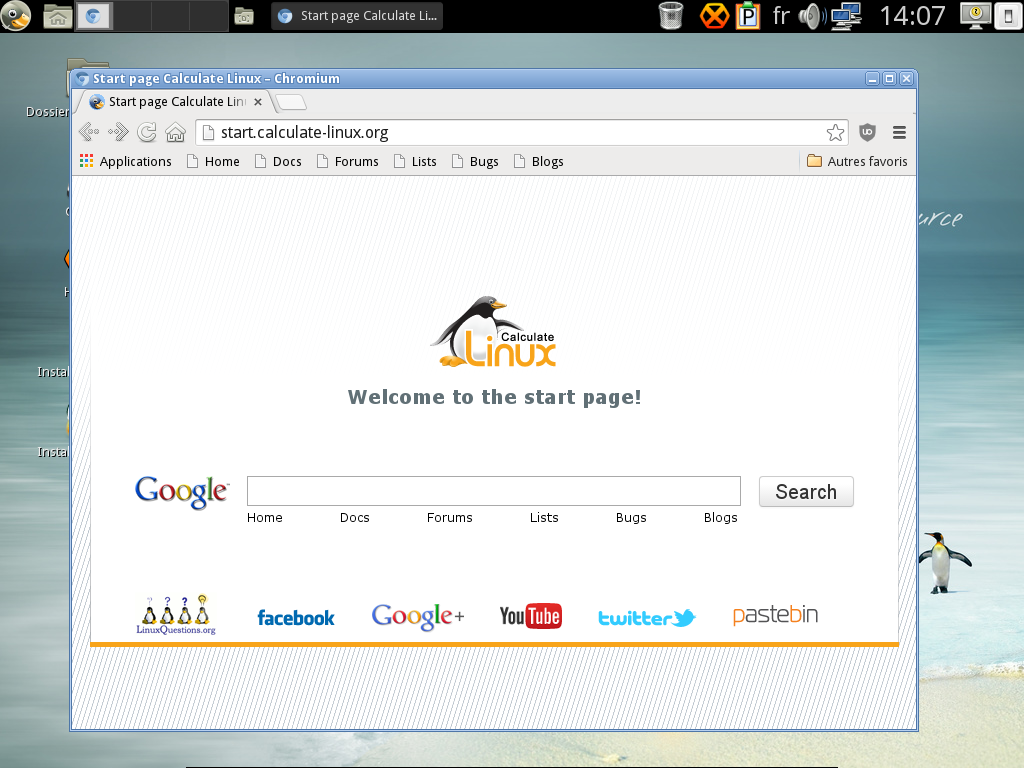 Start page Calculate Li...
fr
14:07
Dossier
urce
Insta
Insta
Start page Calculate Linux – Chromium
Start page Calculate Lin
start.calculate-linux.org
Applications Home Docs Forums Lists Bugs Blogs Autres favoris
Calculate
Linux
Welcome to the start page!
Google Search
Home Docs Forums Lists Bugs Blogs
LinuxQuestions.org facebook Google+ YouTube twitter pastebin